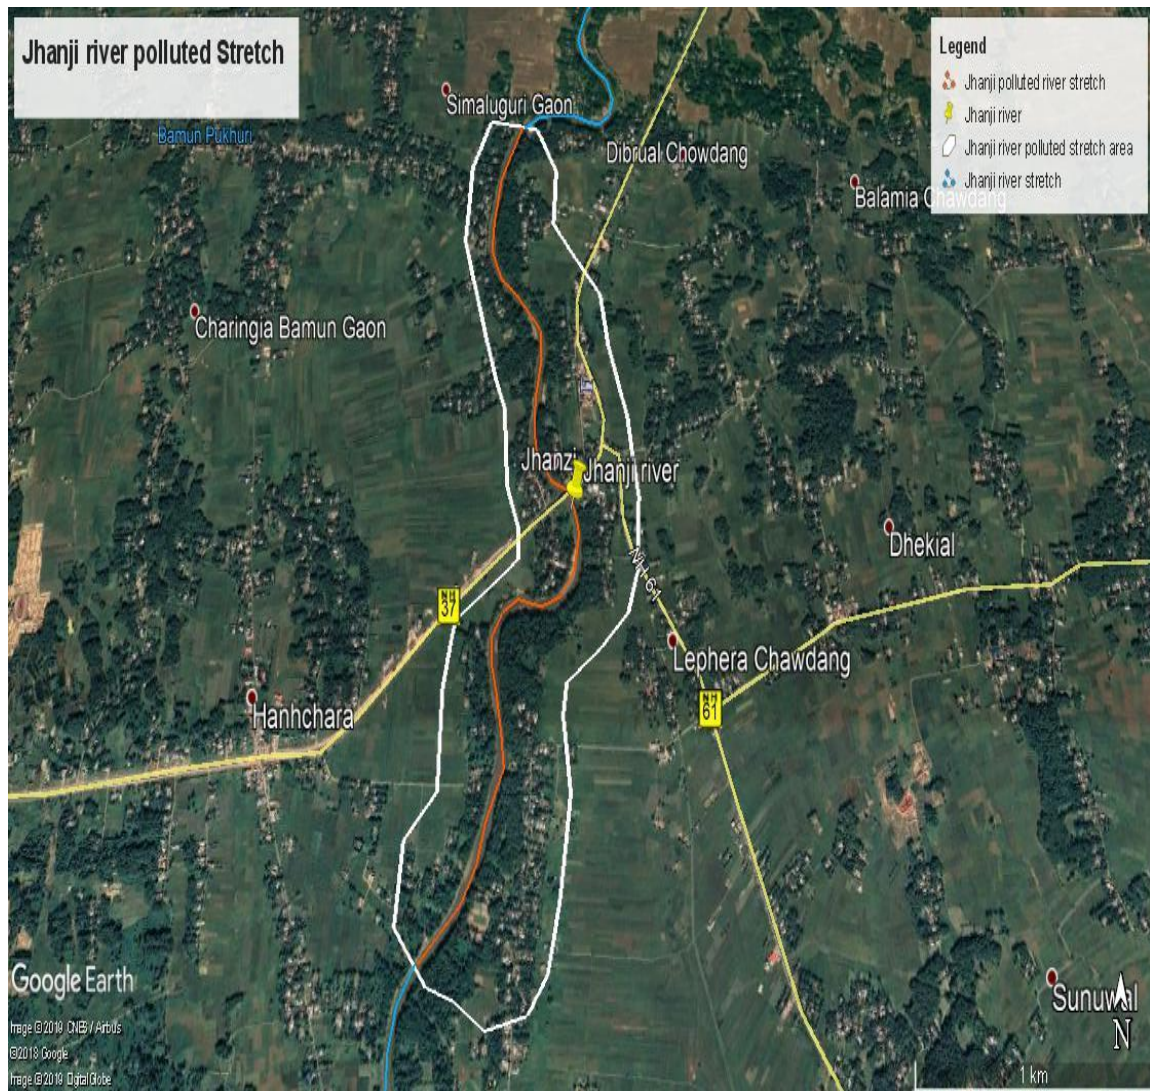 Jhanji river polluted Stretch
Legend
Jhanji polluted river stretch
Jhanji river
Jhanji river polluted stretch area
Jhanji river stretch
Simaluguri Gaon
Bamun Pukhuri
Dibrual Chowdang
Balamia Chawdang
Charingia Bamun Gaon
Jhanzi
Jhanji river
Dhekial
NH 61
NH
37
Lephera Chawdang
Hanhchara
NH
61
Google Earth
Sunuwal
Image © 2019 CNES / Airbus
© 2018 Google
Image © 2019 DigitalGlobe
N
1 km